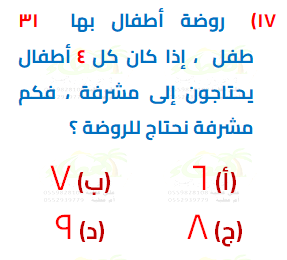 ١٧) روضة أطفال بها ٣١
طفل ، إذا كان كل ٤ أطفال
يحتاجون إلى مشرفة ، فكم
مشرفة نحتاج للروضة ؟
(أ) ٦ (ب) ٧
(ج) ٨ (د) ٩